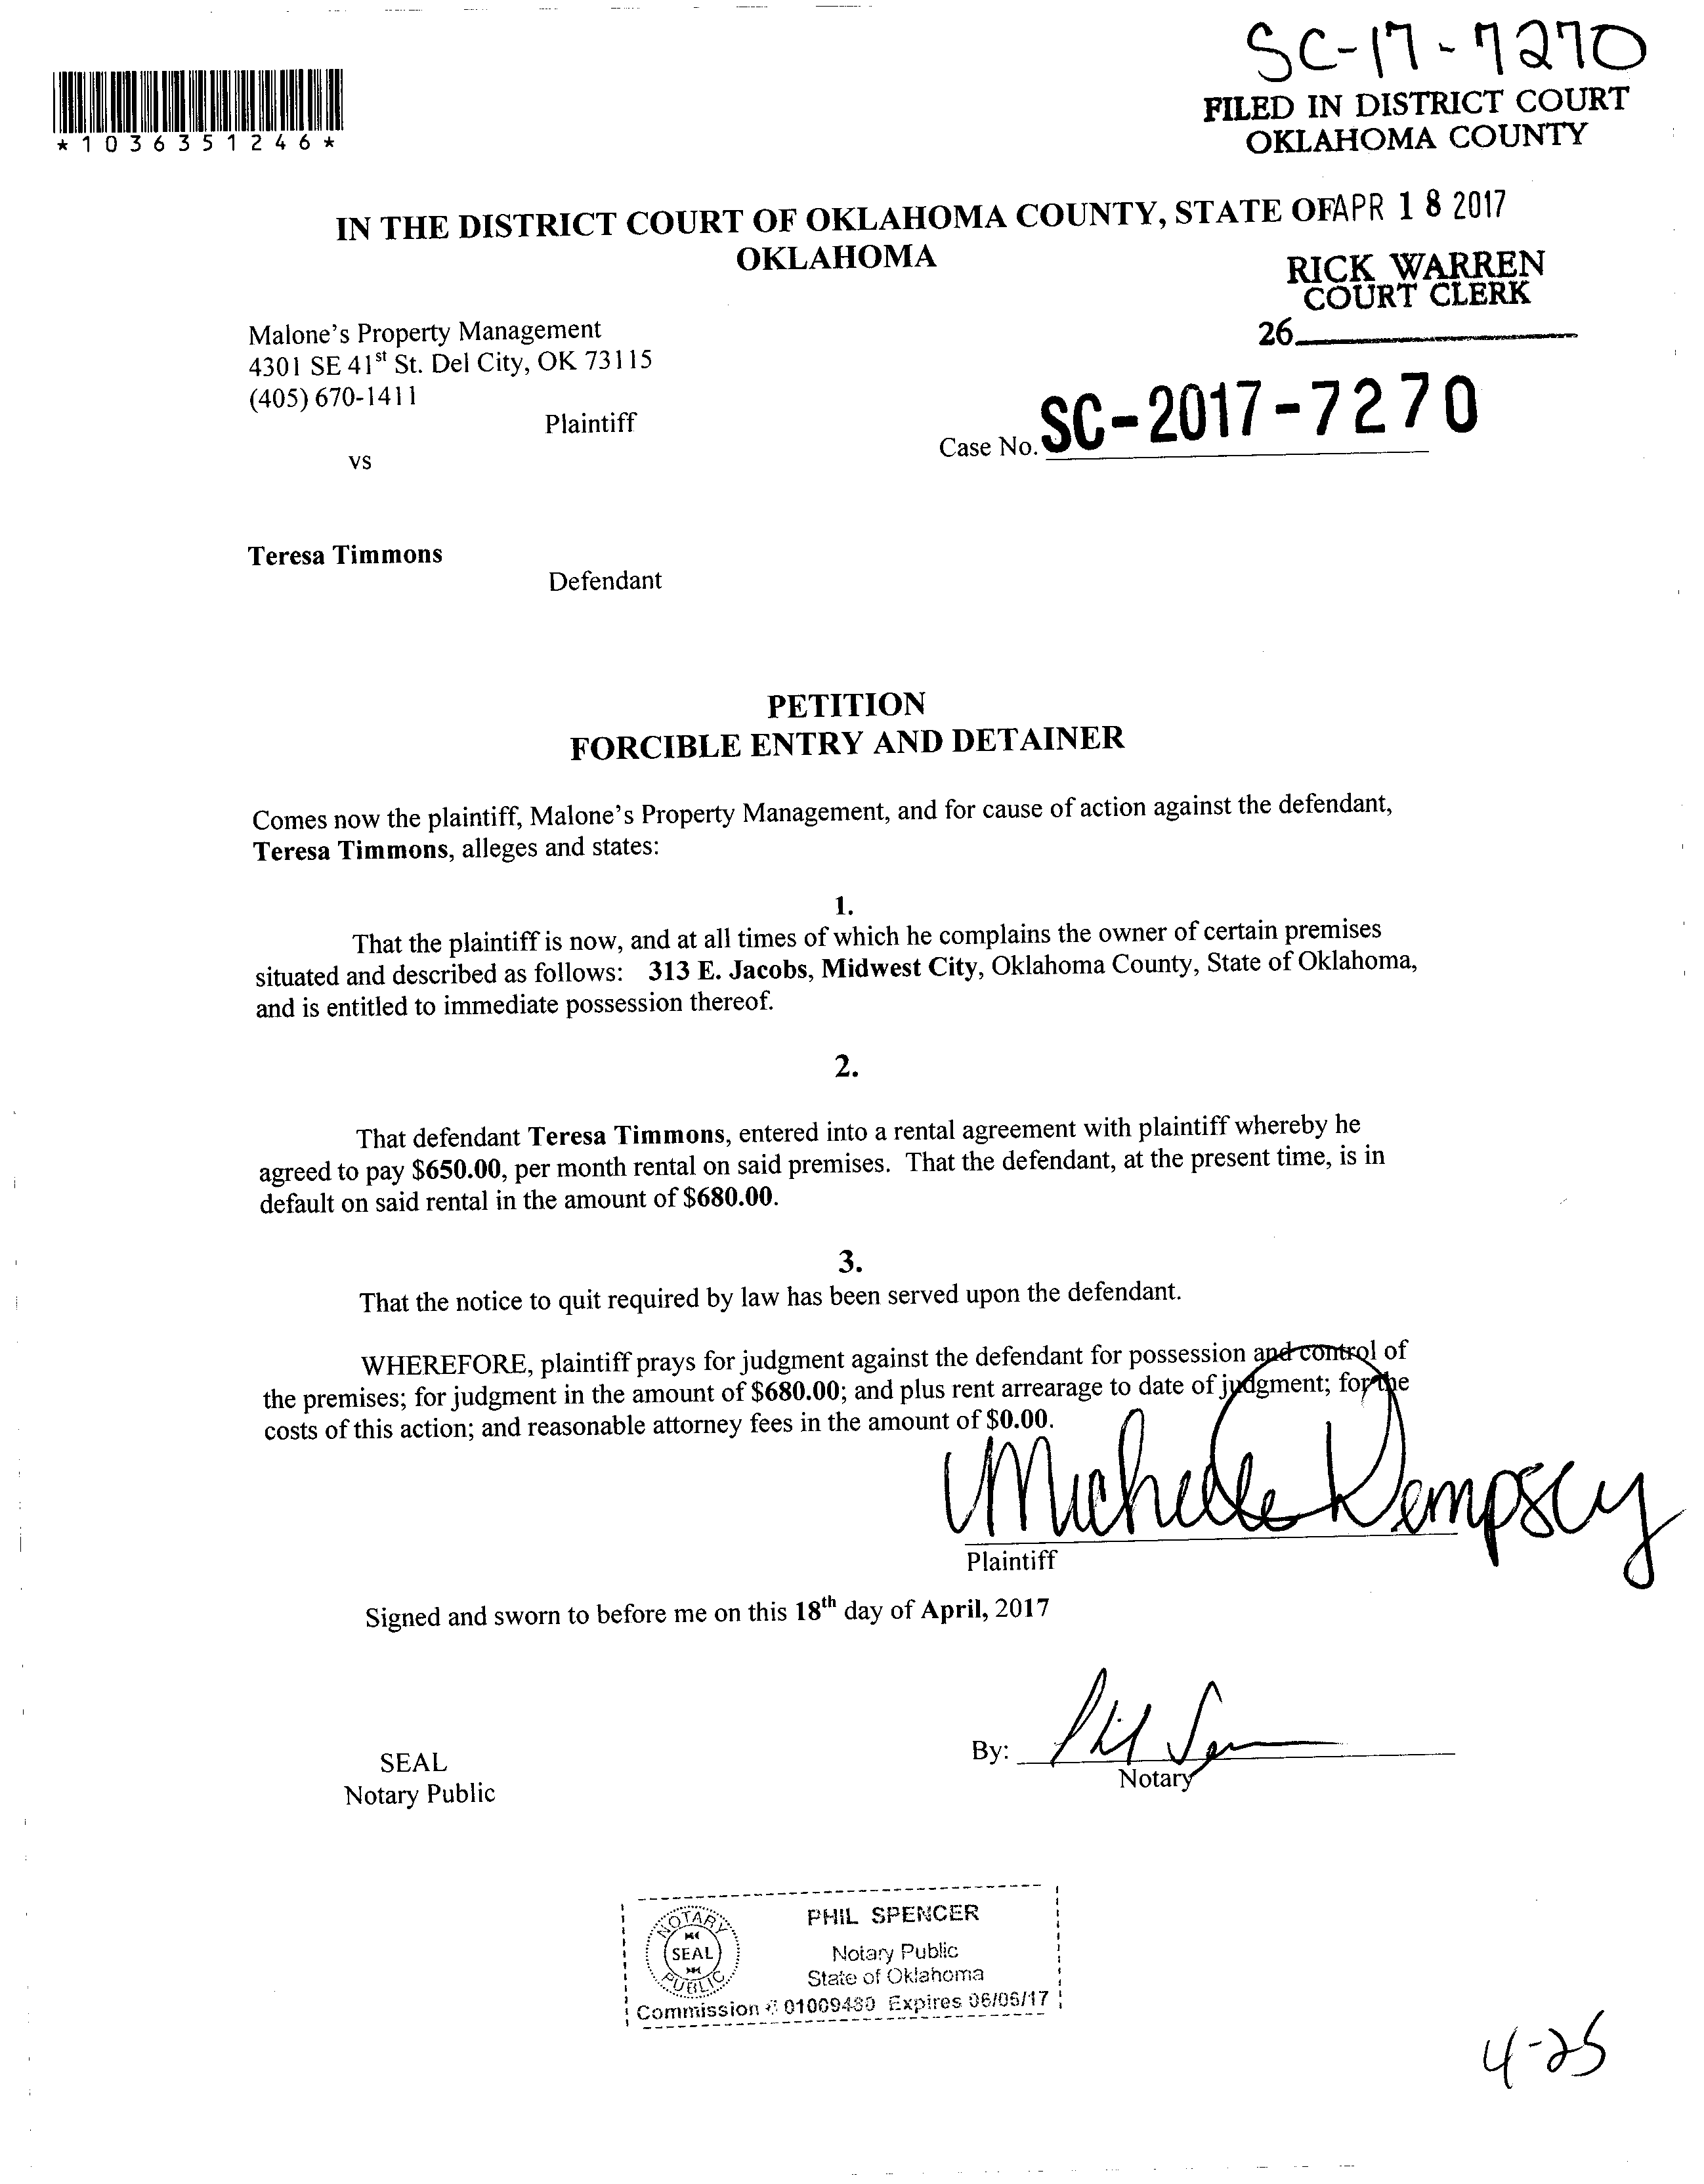 SC-17-7270
*1036351246*
FILED IN DISTRICT COURT
OKLAHOMA COUNTY
IN THE DISTRICT COURT OF OKLAHOMA COUNTY, STATE OF APR 18 2017
OKLAHOMA
RICK WARREN
COURT CLERK
26
Malone's Property Management
4301 SE 41st St. Del City, OK 73115
(405) 670-1411
Plaintiff
Case No. SC-2017-7270
vs
Teresa Timmons
Defendant
PETITION
FORCIBLE ENTRY AND DETAINER
Comes now the plaintiff, Malone's Property Management, and for cause of action against the defendant,
Teresa Timmons, alleges and states:
1.
That the plaintiff is now, and at all times of which he complains the owner of certain premises
situated and described as follows: 313 E. Jacobs, Midwest City, Oklahoma County, State of Oklahoma,
and is entitled to immediate possession thereof.
2.
That defendant Teresa Timmons, entered into a rental agreement with plaintiff whereby he
agreed to pay $650.00, per month rental on said premises. That the defendant, at the present time, is in
default on said rental in the amount of $680.00.
3.
That the notice to quit required by law has been served upon the defendant.
WHEREFORE, plaintiff prays for judgment against the defendant for possession and control of
the premises; for judgment in the amount of $680.00; and plus rent arrearage to date of judgment; for the
costs of this action; and reasonable attorney fees in the amount of $0.00.
Michelle Dempsey
Plaintiff
Signed and sworn to before me on this 18th day of April, 2017
By: Phil Spencer
SEAL
Notary
Notary Public
NOTARY SEAL PUBLIC
PHIL SPENCER
Notary Public
State of Oklahoma
Commission # Expires 06/06/17
4-25